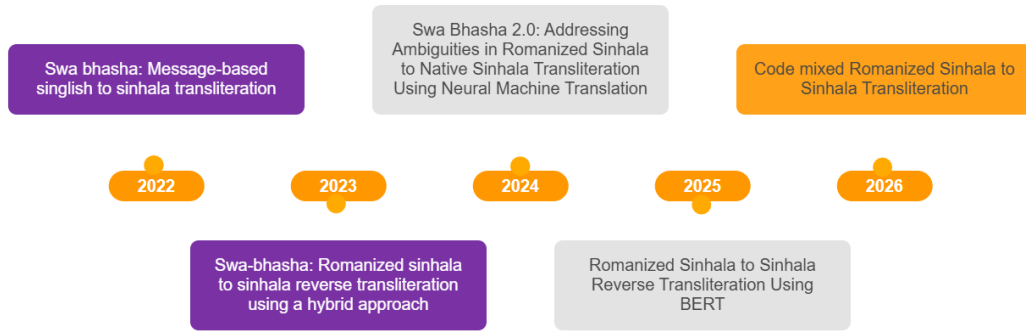 Swa bhasha: Message-based
singlish to sinhala transliteration
Swa Bhasha 2.0: Addressing
Ambiguities in Romanized Sinhala
to Native Sinhala Transliteration
Using Neural Machine Translation
Code mixed Romanized Sinhala to
Sinhala Transliteration
2022
2023
2024
2025
2026
Swa-bhasha: Romanized sinhala
to sinhala reverse transliteration
using a hybrid approach
Romanized Sinhala to Sinhala
Reverse Transliteration Using
BERT